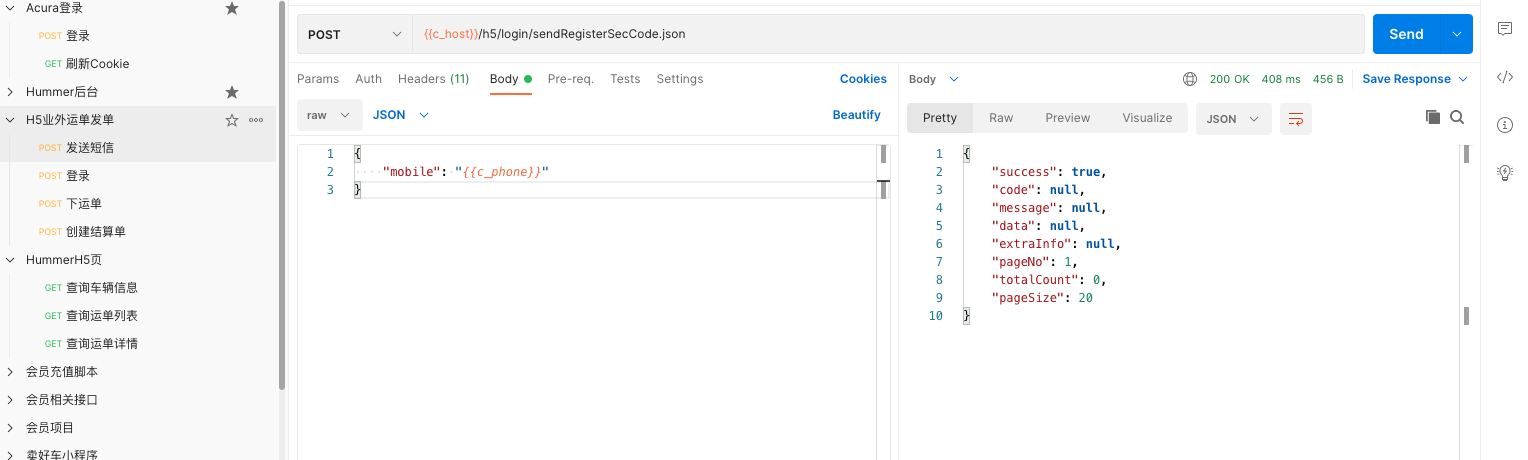 Acura登录
POST 登录
GET 刷新Cookie
Hummer后台
H5业外运单发单
POST 发送短信
POST 登录
POST 下运单
POST 创建结算单
HummerH5页
GET 查询车辆信息
GET 查询运单列表
GET 查询运单详情
会员充值脚本
会员相关接口
会员项目
卖好车小程序
POST {{c_host}}/h5/login/sendRegisterSecCode.json Send
Params Auth Headers (11) Body Pre-req. Tests Settings Cookies
raw JSON Beautify
1 {
2 "mobile": "{{c_phone}}"
3 }
Body 200 OK 408 ms 456 B Save Response
Pretty Raw Preview Visualize JSON
1 {
2 "success": true,
3 "code": null,
4 "message": null,
5 "data": null,
6 "extraInfo": null,
7 "pageNo": 1,
8 "totalCount": 0,
9 "pageSize": 20
10 }